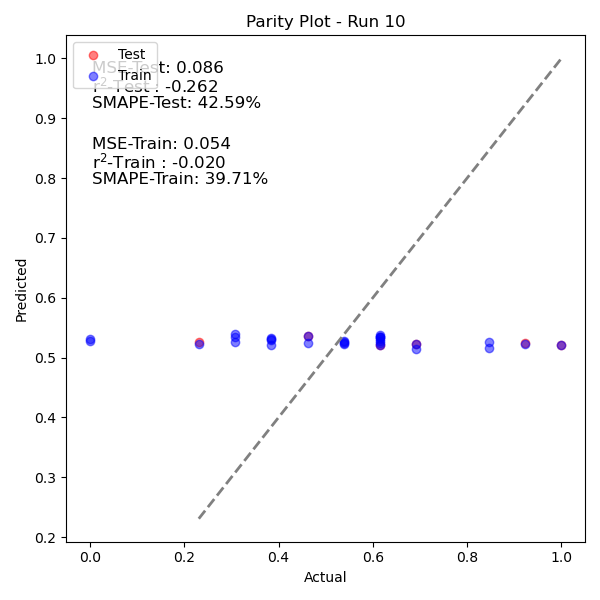 Parity Plot - Run 10
Test
Train
MSE-Test: 0.086
r²-Test : -0.262
SMAPE-Test: 42.59%
MSE-Train: 0.054
r²-Train : -0.020
SMAPE-Train: 39.71%
Predicted
1.0
0.9
0.8
0.7
0.6
0.5
0.4
0.3
0.2
0.0 0.2 0.4 0.6 0.8 1.0
Actual